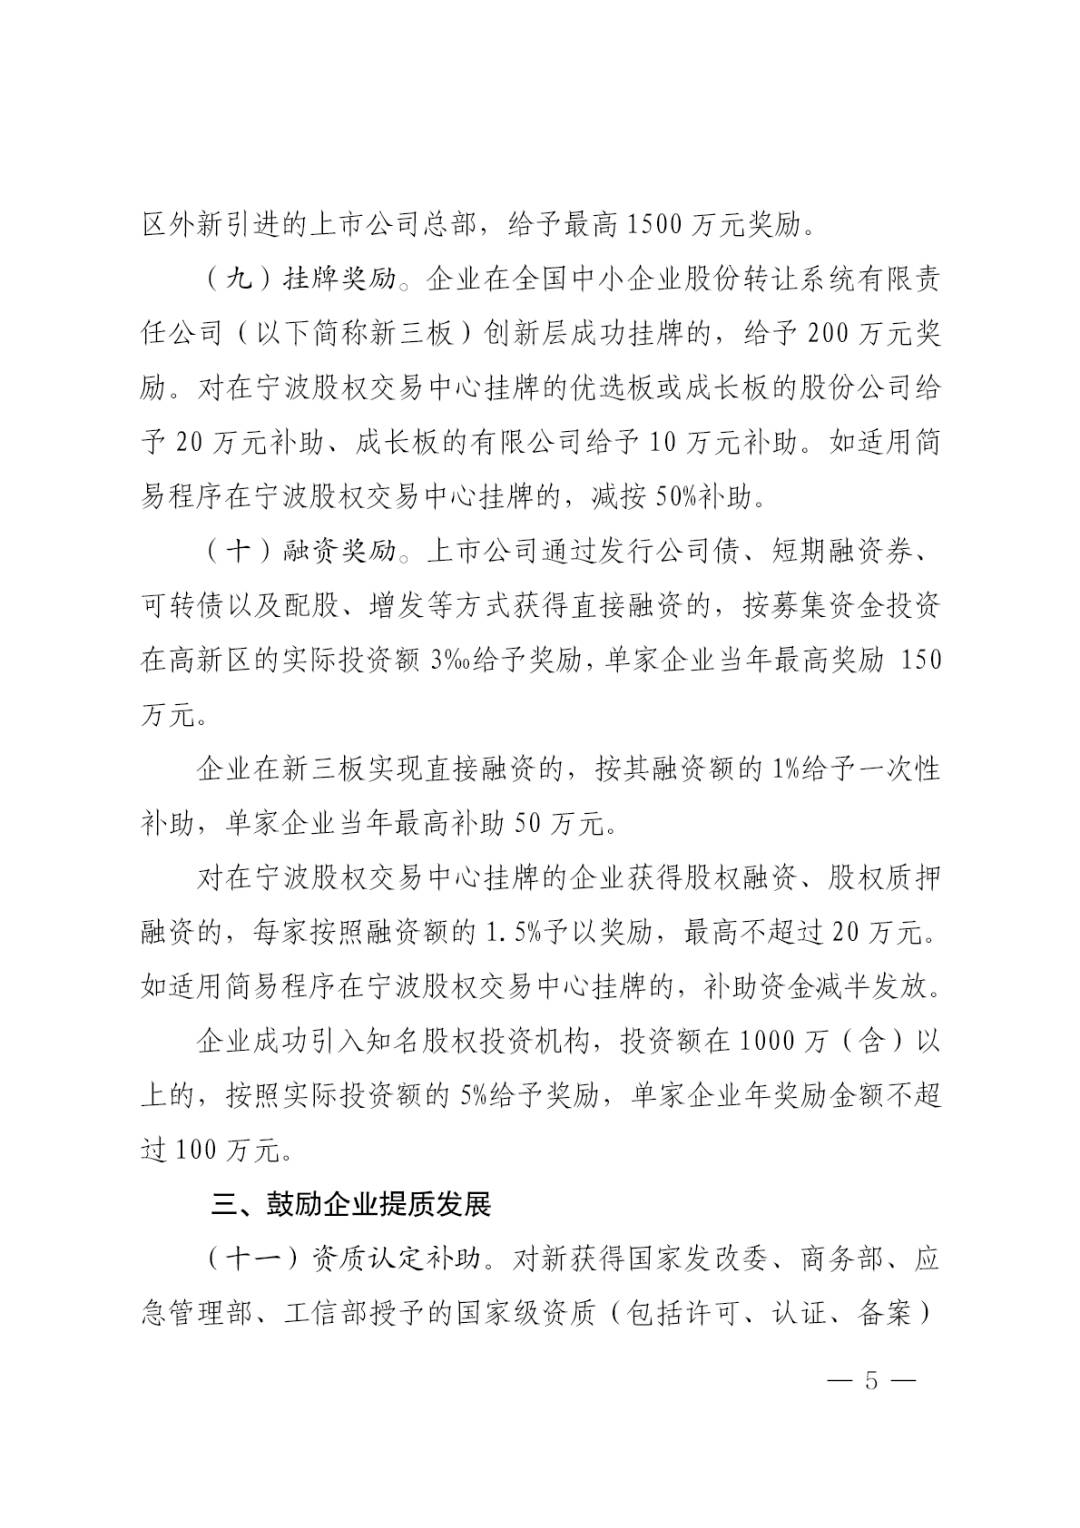 区外新引进的上市公司总部，给予最高 1500 万元奖励。
（九）挂牌奖励。企业在全国中小企业股份转让系统有限责
任公司（以下简称新三板）创新层成功挂牌的，给予 200 万元奖
励。对在宁波股权交易中心挂牌的优选板或成长板的股份公司给
予 20 万元补助、成长板的有限公司给予 10 万元补助。如适用简
易程序在宁波股权交易中心挂牌的，减按 50%补助。
（十）融资奖励。上市公司通过发行公司债、短期融资券、
可转债以及配股、增发等方式获得直接融资的，按募集资金投资
在高新区的实际投资额 3‰给予奖励，单家企业当年最高奖励 150
万元。
企业在新三板实现直接融资的，按其融资额的 1%给予一次性
补助，单家企业当年最高补助 50 万元。
对在宁波股权交易中心挂牌的企业获得股权融资、股权质押
融资的，每家按照融资额的 1.5%予以奖励，最高不超过 20 万元。
如适用简易程序在宁波股权交易中心挂牌的，补助资金减半发放。
企业成功引入知名股权投资机构，投资额在 1000 万（含）以
上的，按照实际投资额的 5%给予奖励，单家企业年奖励金额不超
过 100 万元。
三、鼓励企业提质发展
（十一）资质认定补助。对新获得国家发改委、商务部、应
急管理部、工信部授予的国家级资质（包括许可、认证、备案）
— 5 —